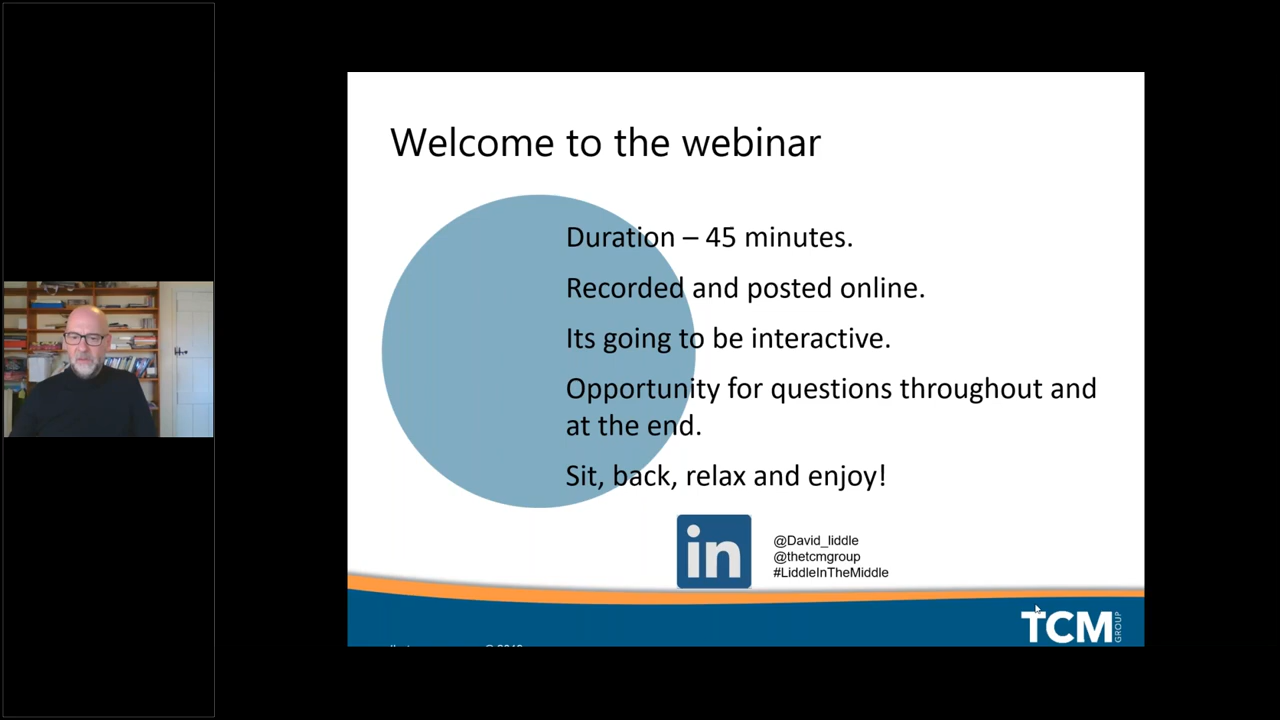 Welcome to the webinar
Duration – 45 minutes.
Recorded and posted online.
Its going to be interactive.
Opportunity for questions throughout and
at the end.
Sit, back, relax and enjoy!
in
@David_liddle
@thetcmgroup
#LiddleInTheMiddle
TCM GROUP